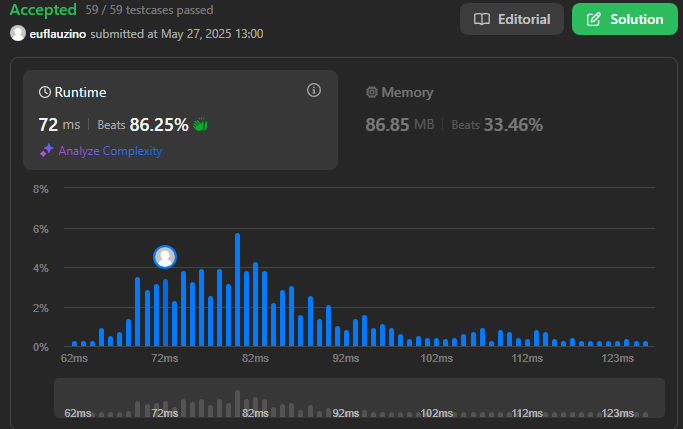 Accepted 59 / 59 testcases passed
Editorial
Solution
euflauzino submitted at May 27, 2025 13:00
Runtime
Memory
72 ms | Beats 86.25%
86.85 MB | Beats 33.46%
Analyze Complexity
8%
6%
4%
2%
0%
62ms 72ms 82ms 92ms 102ms 112ms 123ms
62ms 72ms 82ms 92ms 102ms 112ms 123ms